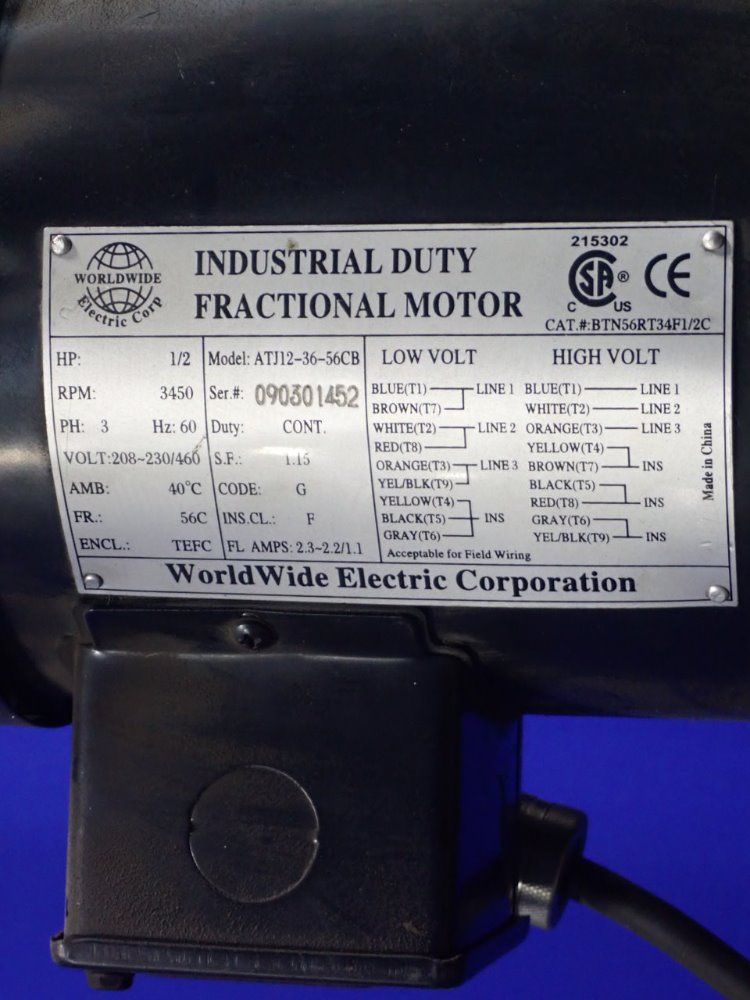 WORLDWIDE
Electric Corp
INDUSTRIAL DUTY
FRACTIONAL MOTOR
215302
CSA® CE
C US
CAT.#:BTN56RT34F1/2C
HP: 1/2
RPM: 3450
PH: 3 Hz: 60
VOLT:208~230/460
AMB: 40°C
FR.: 56C
ENCL.: TEFC
Model: ATJ12-36-56CB
Ser.#: 090301452
Duty: CONT.
S.F.: 1.15
CODE: G
INS.CL.: F
FL AMPS: 2.3~2.2/1.1
LOW VOLT
BLUE(T1) LINE 1
BROWN(T7)
WHITE(T2) LINE 2
RED(T8)
ORANGE(T3) LINE 3
YEL/BLK(T9)
YELLOW(T4)
BLACK(T5) INS
GRAY(T6)
Acceptable for Field Wiring
HIGH VOLT
BLUE(T1) LINE 1
WHITE(T2) LINE 2
ORANGE(T3) LINE 3
YELLOW(T4)
BROWN(T7) INS
BLACK(T5)
RED(T8) INS
GRAY(T6)
YEL/BLK(T9) INS
Made in China
WorldWide Electric Corporation